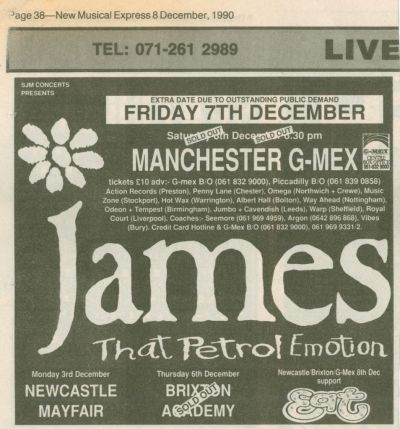 Page 38—New Musical Express 8 December, 1990
TEL: 071-261 2989
LIVE
SJM CONCERTS
PRESENTS
EXTRA DATE DUE TO OUTSTANDING PUBLIC DEMAND
FRIDAY 7TH DECEMBER
SOLD OUT
SOLD OUT
MANCHESTER G-MEX
G-MEX
tickets £10 adv:- G-mex B/O (061 832 9000), Piccadilly B/O (061 839 0858)
Action Records (Preston), Penny Lane (Chester), Omega (Northwich + Crewe), Music
Zone (Stockport), Hot Wax (Warrington), Albert Hall (Bolton), Way Ahead (Nottingham),
Odeon + Tempest (Birmingham), Jumbo + Cavendish (Leeds), Warp (Sheffield), Royal
Court (Liverpool). Coaches:- Seemore (061 969 4959), Argon (0642 896 868), Vibes
(Bury). Credit Card Hotline & G-Mex B/O (061 832 9000), 061 969 9331·2.
James
That Petrol Emotion
Monday 3rd December
NEWCASTLE
MAYFAIR
Thursday 6th December
BRIXTON
ACADEMY
SOLD OUT
Newcastle Brixton G-Mex 8th Dec
support
Eat